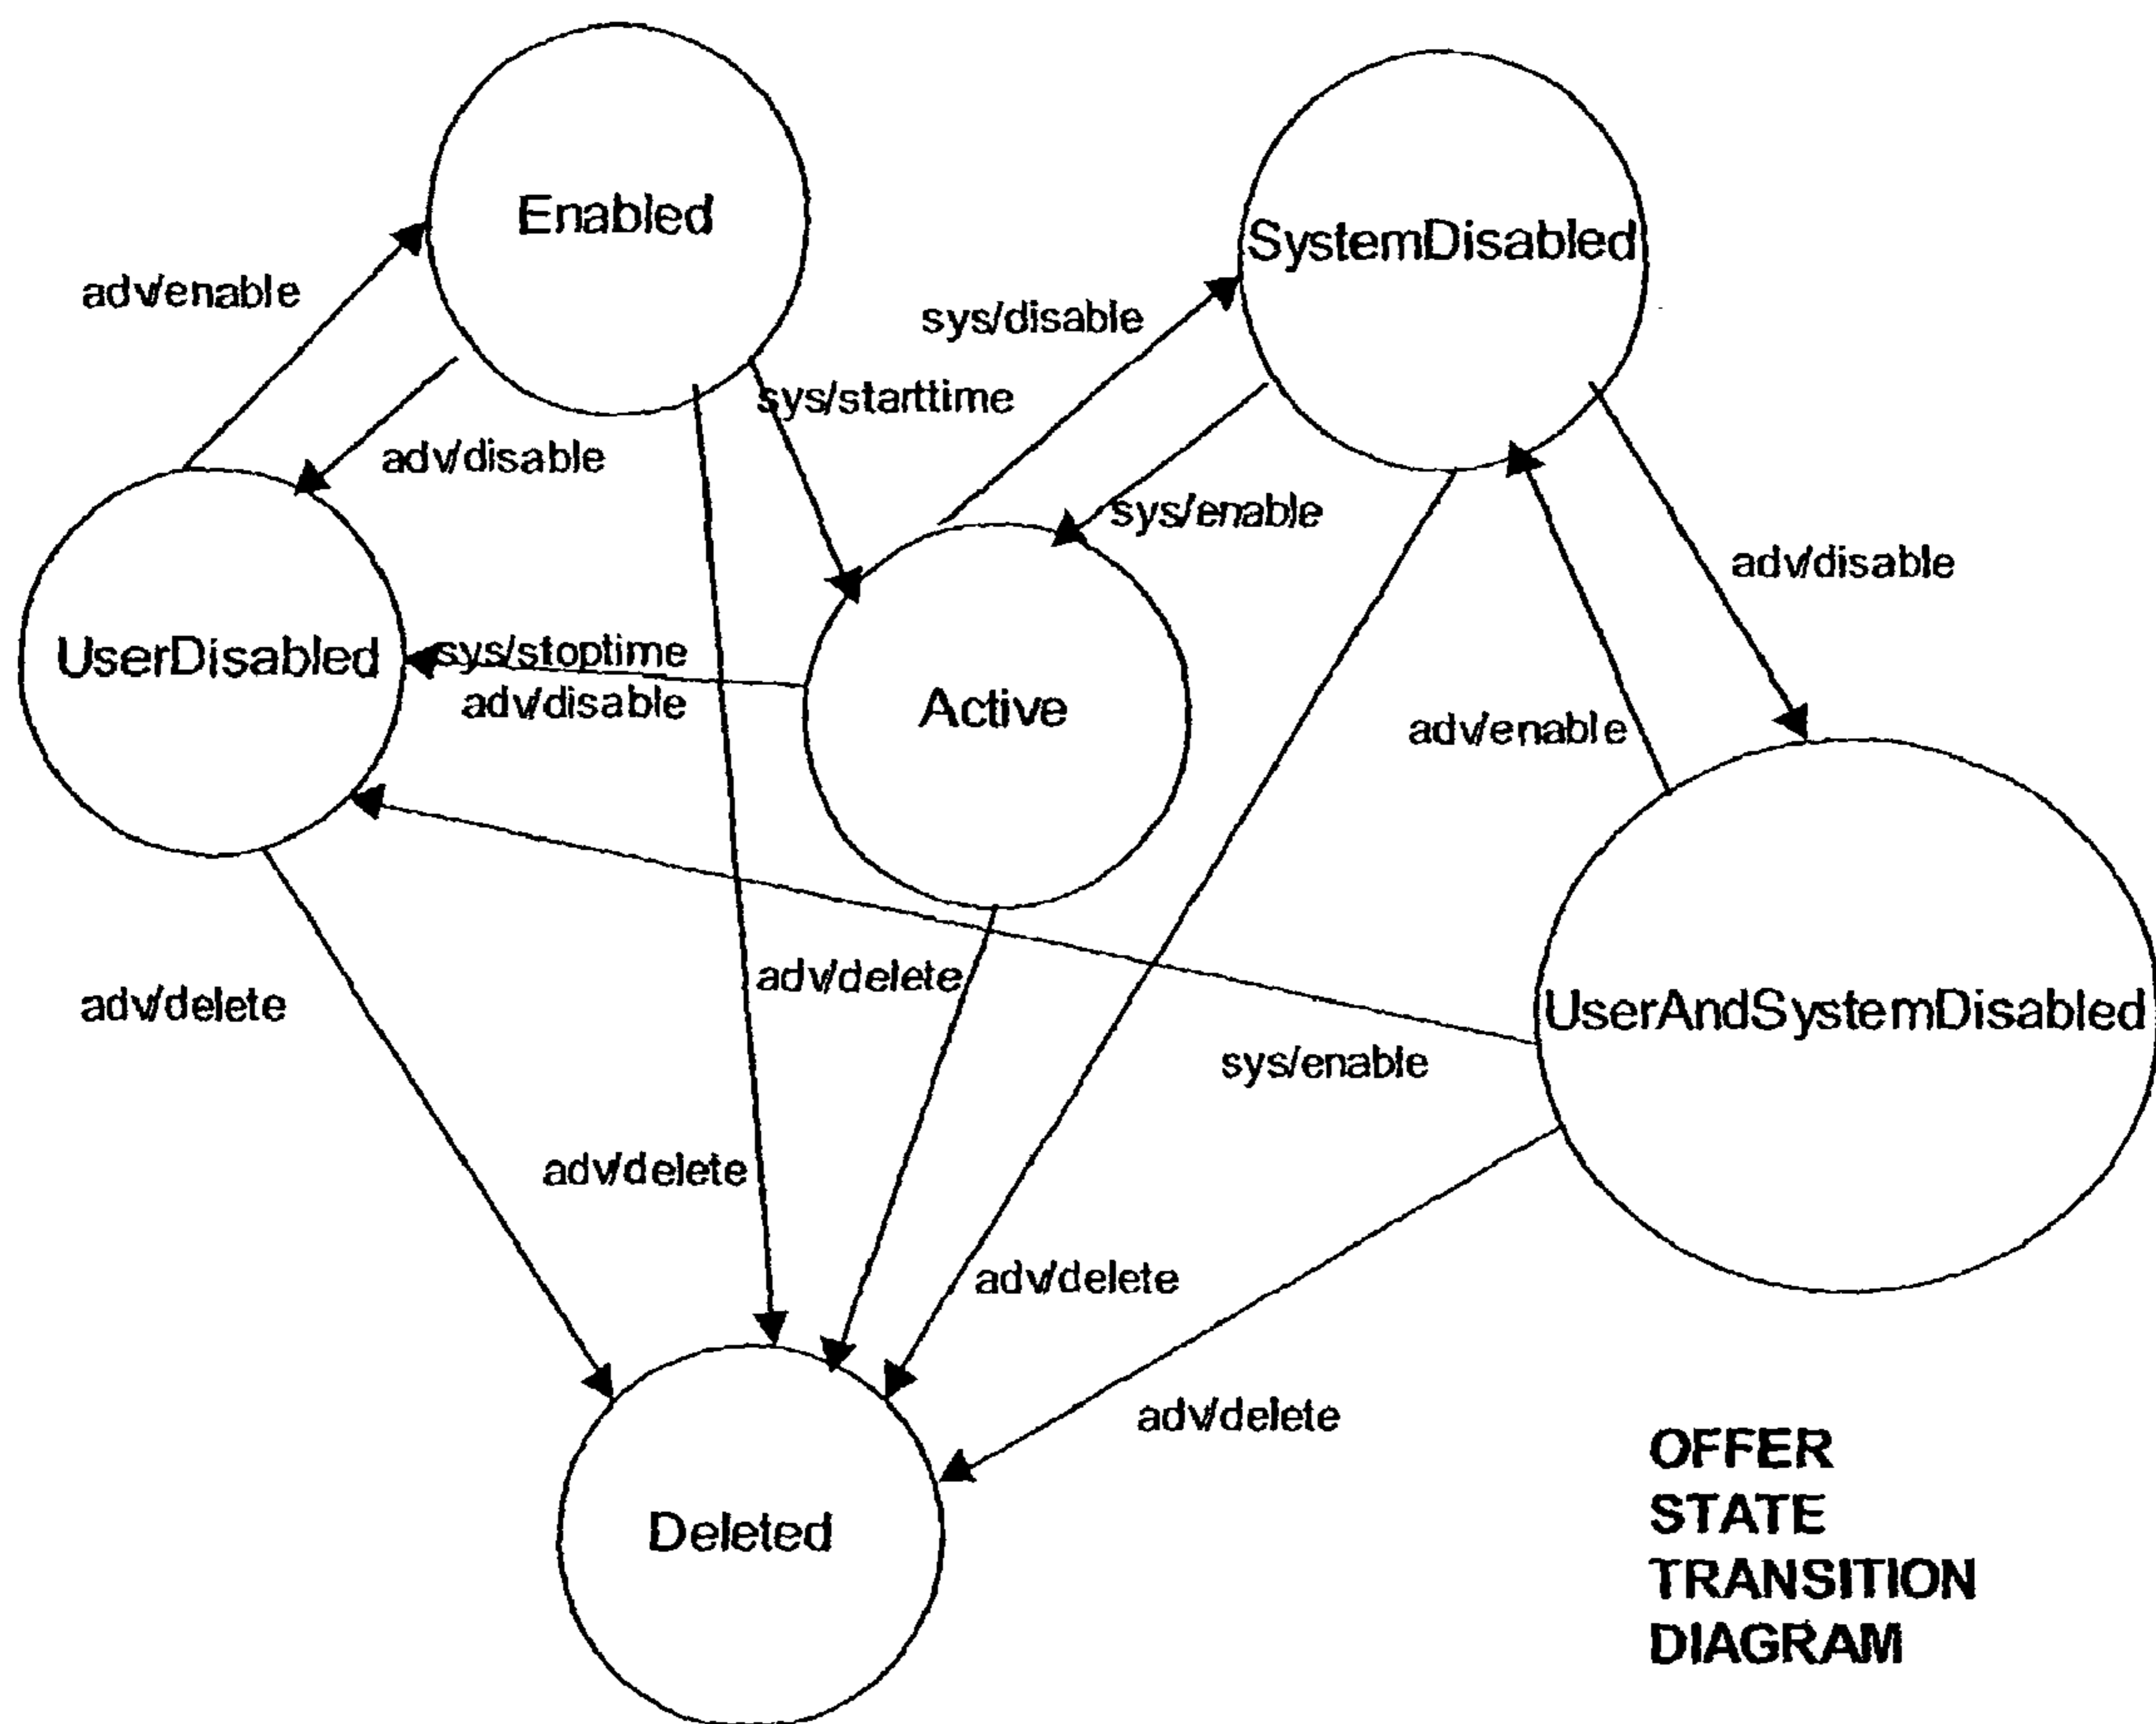 Enabled
SystemDisabled
adv/enable
sys/disable
sys/starttime
adv/disable
sys/enable
adv/disable
UserDisabled
sys/stoptime
adv/disable
Active
adv/enable
adv/delete
adv/delete
UserAndSystemDisabled
sys/enable
adv/delete
adv/delete
adv/delete
Deleted
OFFER
STATE
TRANSITION
DIAGRAM